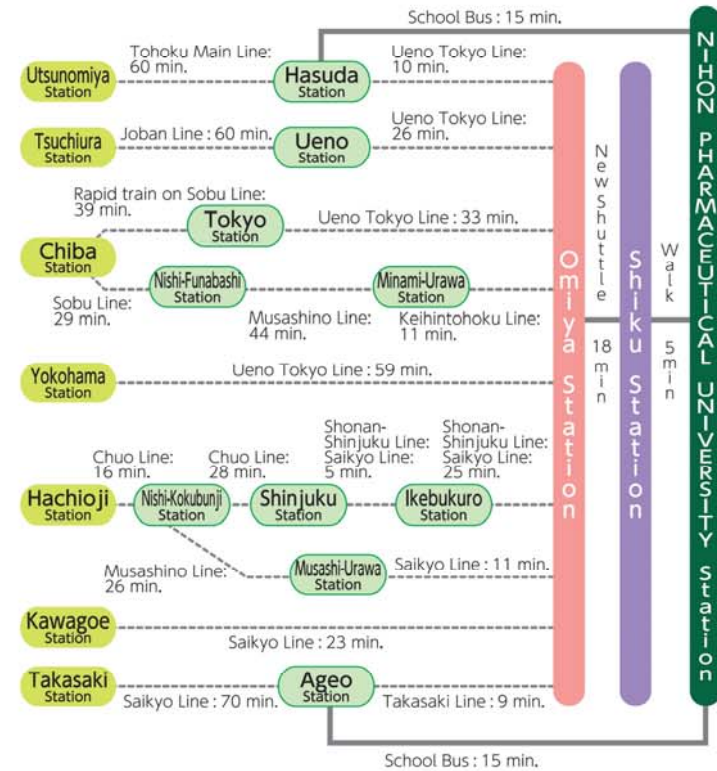 School Bus : 15 min.
Tohoku Main Line:
60 min.
Ueno Tokyo Line:
10 min.
Utsunomiya
Station
Hasuda
Station
Ueno Tokyo Line:
26 min.
Tsuchiura
Station
Joban Line : 60 min.
Ueno
Station
Rapid train on Sobu Line:
39 min.
Tokyo
Station
Ueno Tokyo Line : 33 min.
Chiba
Station
Nishi-Funabashi
Station
Minami-Urawa
Station
Sobu Line:
29 min.
Musashino Line:
44 min.
Keihintohoku Line:
11 min.
Yokohama
Station
Ueno Tokyo Line : 59 min.
Chuo Line:
16 min.
Chuo Line:
28 min.
Shonan-
Shinjuku Line:
Saikyo Line:
5 min.
Shonan-
Shinjuku Line:
Saikyo Line:
25 min.
Hachioji
Station
Nishi-Kokubunji
Station
Shinjuku
Station
Ikebukuro
Station
Musashino Line:
26 min.
Musashi-Urawa
Station
Saikyo Line : 11 min.
Kawagoe
Station
Saikyo Line : 23 min.
Takasaki
Station
Saikyo Line : 70 min.
Ageo
Station
Takasaki Line : 9 min.
School Bus : 15 min.
Omiya Station
New Shuttle
18 min
Shiku Station
Walk
5 min
NIHON PHARMACEUTICAL UNIVERSITY Station